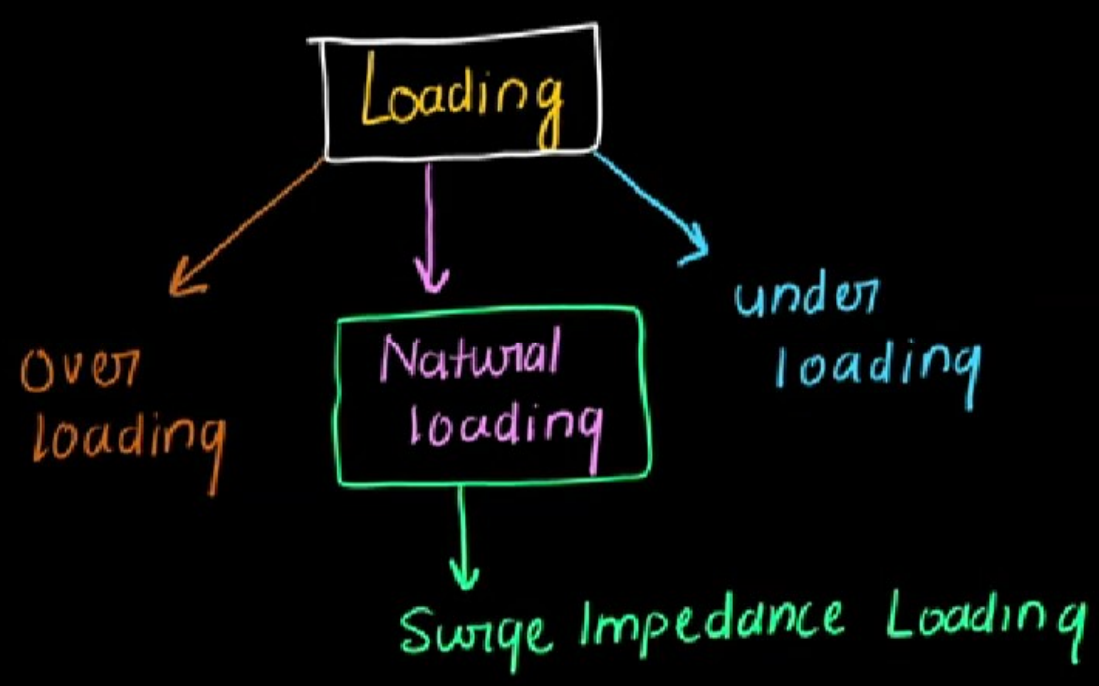 Loading
Over
loading
Natural
loading
under
loading
Surge Impedance Loading